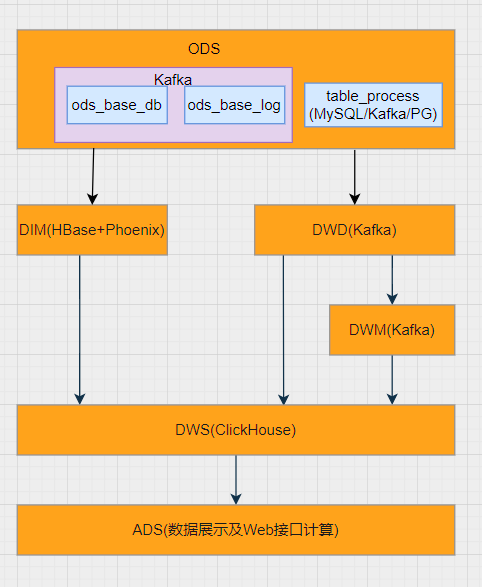 ODS
Kafka
ods_base_db
ods_base_log
table_process
(MySQL/Kafka/PG)
DIM(HBase+Phoenix)
DWD(Kafka)
DWM(Kafka)
DWS(ClickHouse)
ADS(数据展示及Web接口计算)